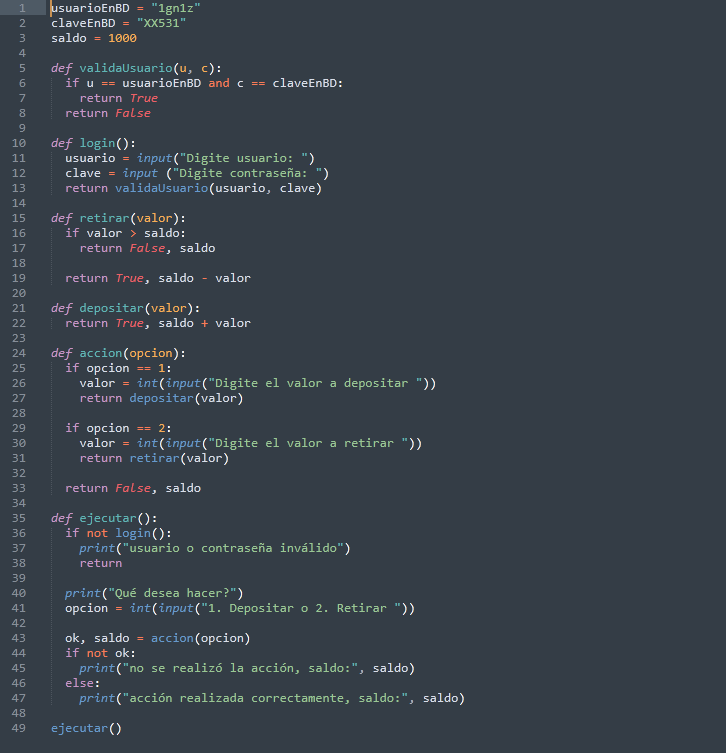 1 usuarioEnBD = "1gn1z"
2 claveEnBD = "XX531"
3 saldo = 1000
4
5 def validaUsuario(u, c):
6   if u == usuarioEnBD and c == claveEnBD:
7     return True
8   return False
9
10 def login():
11   usuario = input("Digite usuario: ")
12   clave = input ("Digite contraseña: ")
13   return validaUsuario(usuario, clave)
14
15 def retirar(valor):
16   if valor > saldo:
17     return False, saldo
18
19   return True, saldo - valor
20
21 def depositar(valor):
22   return True, saldo + valor
23
24 def accion(opcion):
25   if opcion == 1:
26     valor = int(input("Digite el valor a depositar "))
27     return depositar(valor)
28
29   if opcion == 2:
30     valor = int(input("Digite el valor a retirar "))
31     return retirar(valor)
32
33   return False, saldo
34
35 def ejecutar():
36   if not login():
37     print("usuario o contraseña inválido")
38     return
39
40   print("Qué desea hacer?")
41   opcion = int(input("1. Depositar o 2. Retirar "))
42
43   ok, saldo = accion(opcion)
44   if not ok:
45     print("no se realizó la acción, saldo:", saldo)
46   else:
47     print("acción realizada correctamente, saldo:", saldo)
48
49 ejecutar()